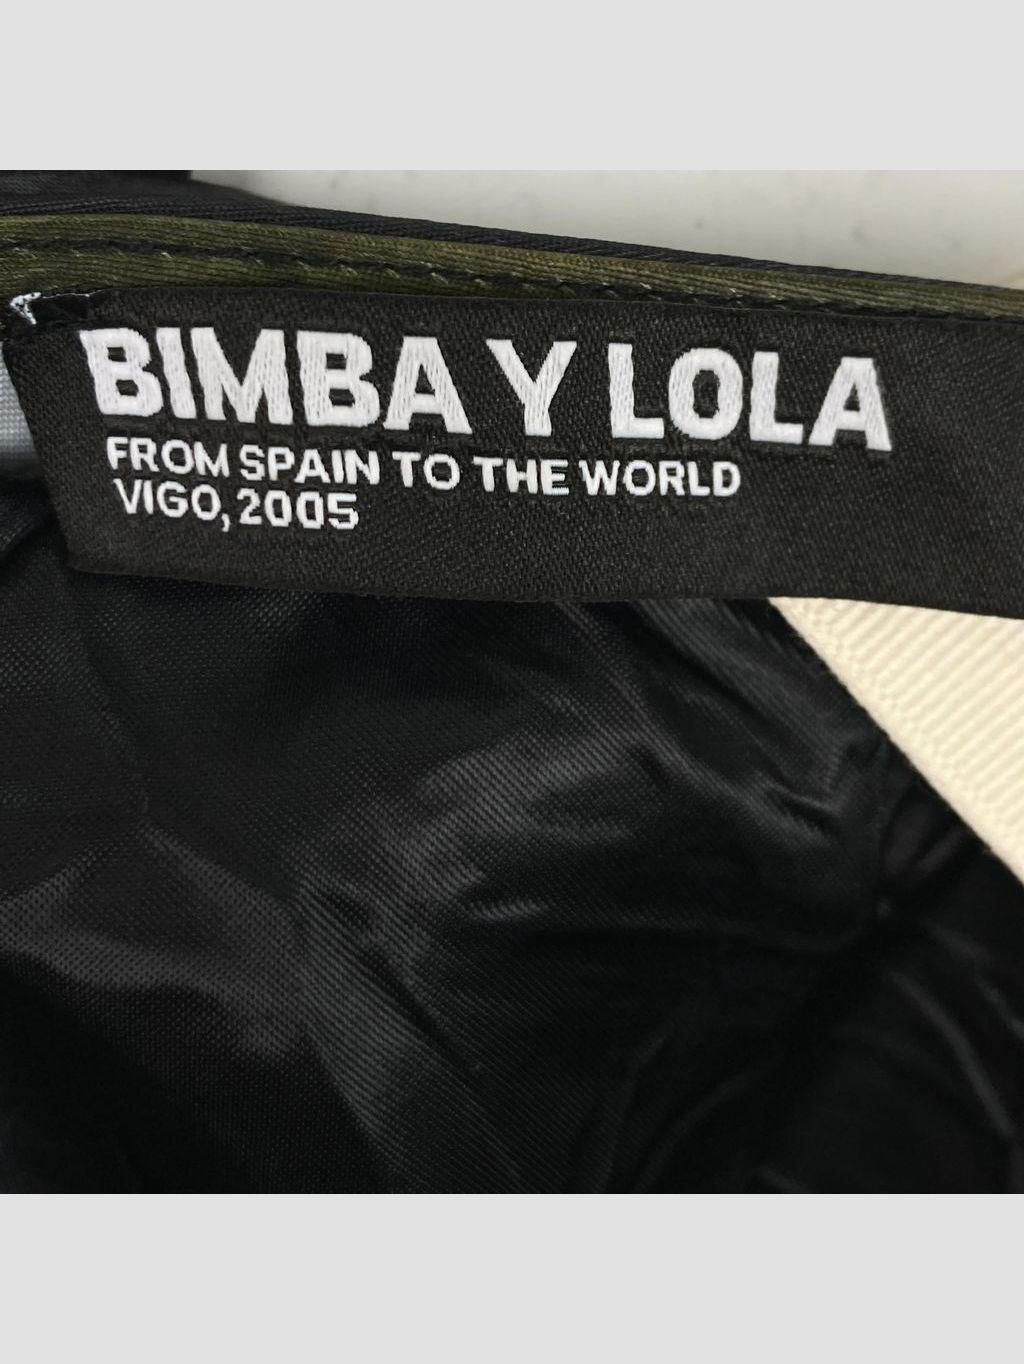 BIMBA Y LOLA
FROM SPAIN TO THE WORLD
VIGO, 2005